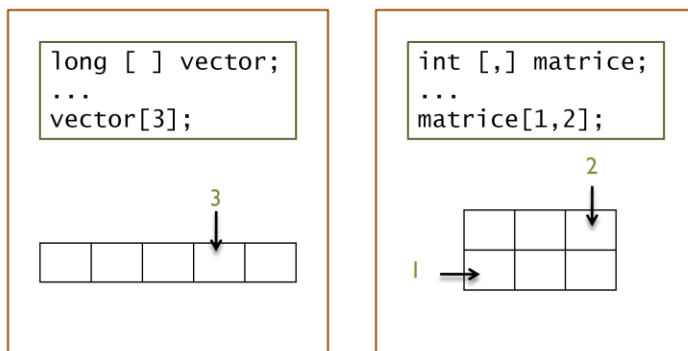 long [ ] vector;
...
vector[3];
3
int [,] matrice;
...
matrice[1,2];
2
1